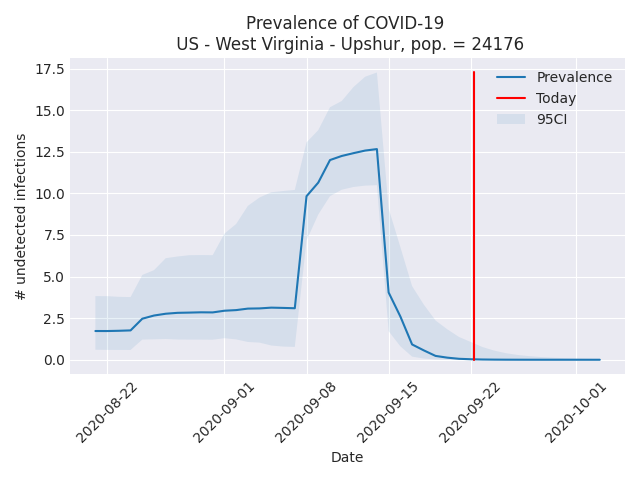 Prevalence of COVID-19
US - West Virginia - Upshur, pop. = 24176
17.5
15.0
12.5
10.0
7.5
5.0
2.5
0.0
# undetected infections
Prevalence
Today
95CI
2020-08-22
2020-09-01
2020-09-08
2020-09-15
2020-09-22
2020-10-01
Date